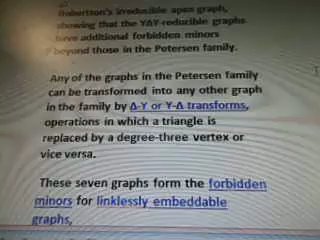 Robertson's irreducible apex graph,
showing that the YΔY-reducible graphs
have additional forbidden minors
beyond those in the Petersen family.
Any of the graphs in the Petersen family
can be transformed into any other graph
in the family by Δ-Y or Y-Δ transforms,
operations in which a triangle is
replaced by a degree-three vertex or
vice versa.
These seven graphs form the forbidden
minors for linklessly embeddable
graphs,